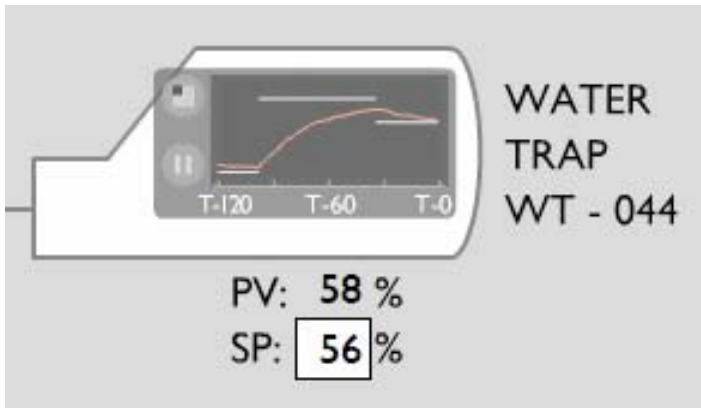 WATER
TRAP
WT - 044
T-120 T-60 T-0
PV: 58 %
SP: 56 %